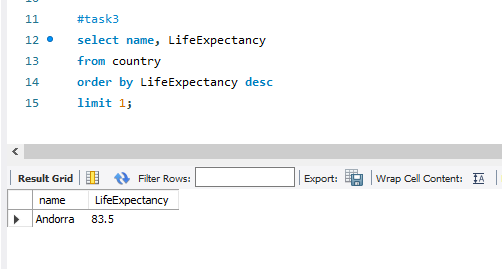 11 #task3
12 select name, LifeExpectancy
13 from country
14 order by LifeExpectancy desc
15 limit 1;
Result Grid Filter Rows: Export: Wrap Cell Content: IA
name LifeExpectancy
Andorra 83.5